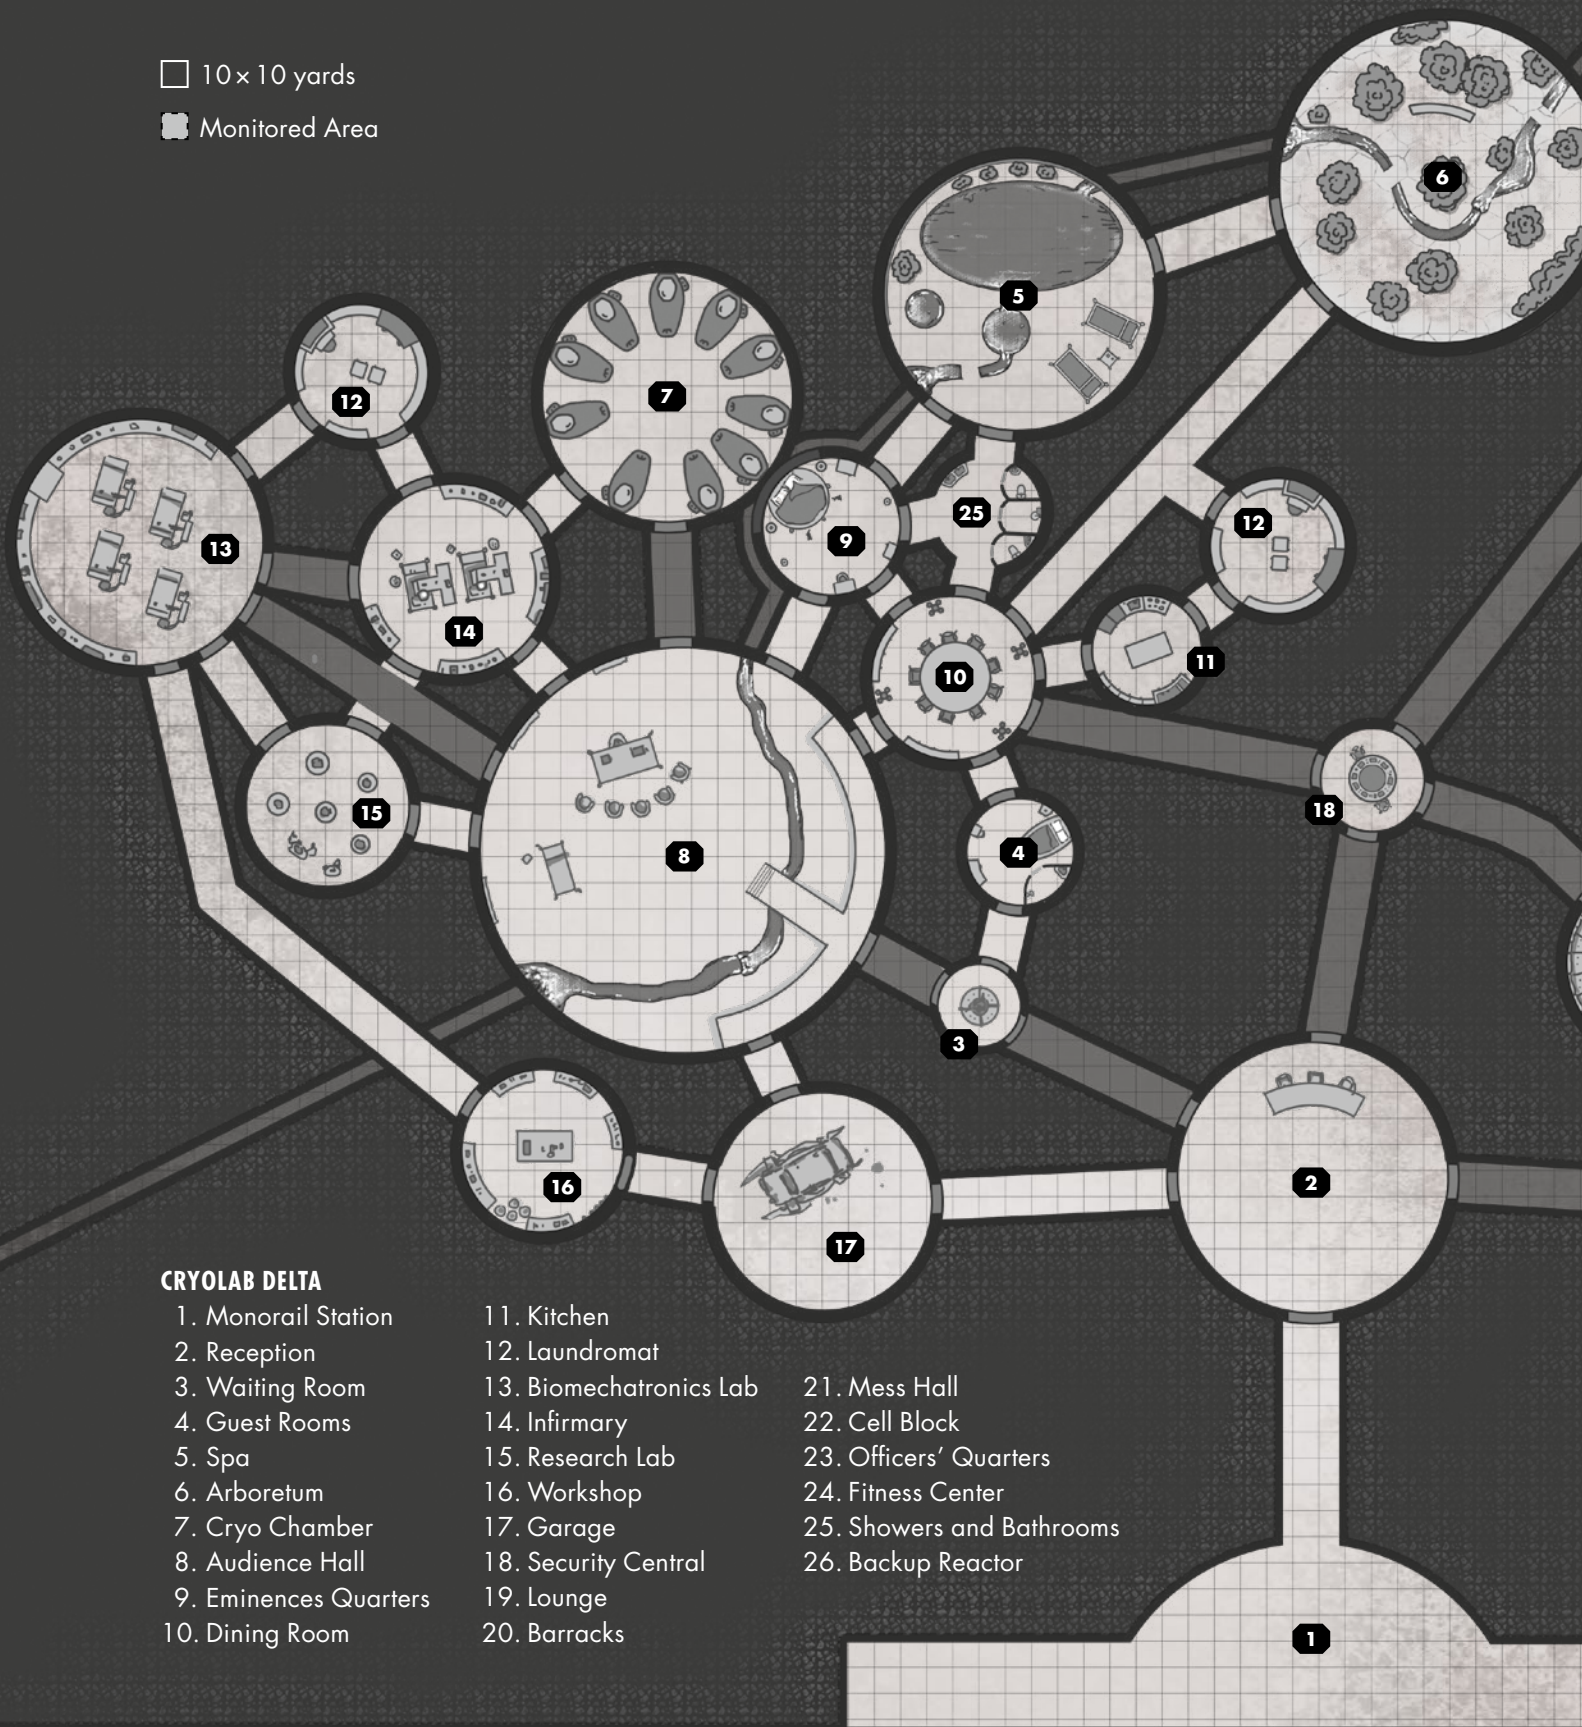 10 × 10 yards
Monitored Area
6
5
7
12
12
25
9
13
14
11
10
15
18
8
4
3
16
2
17
CRYOLAB DELTA
1. Monorail Station
2. Reception
3. Waiting Room
4. Guest Rooms
5. Spa
6. Arboretum
7. Cryo Chamber
8. Audience Hall
9. Eminences Quarters
10. Dining Room
11. Kitchen
12. Laundromat
13. Biomechatronics Lab
14. Infirmary
15. Research Lab
16. Workshop
17. Garage
18. Security Central
19. Lounge
20. Barracks
21. Mess Hall
22. Cell Block
23. Officers’ Quarters
24. Fitness Center
25. Showers and Bathrooms
26. Backup Reactor
1